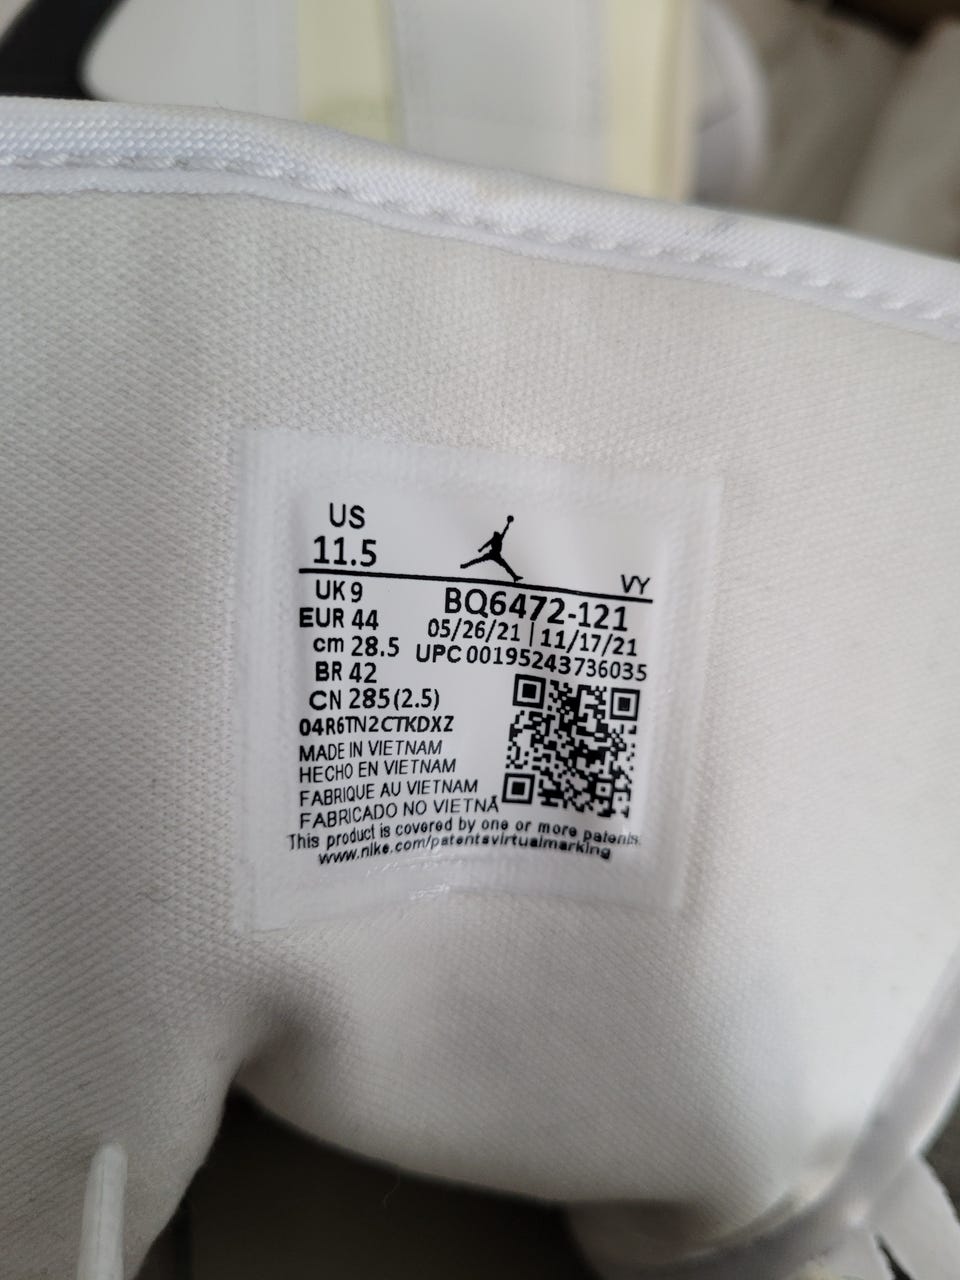 US
11.5
VY
UK 9
BQ6472-121
EUR 44
05/26/21 | 11/17/21
cm 28.5
UPC 00195243736035
BR 42
CN 285(2.5)
04R6TN2CTKDXZ
MADE IN VIETNAM
HECHO EN VIETNAM
FABRIQUE AU VIETNAM
FABRICADO NO VIETNÃ
This product is covered by one or more patents.
www.nike.com/patentsvirtualmarking